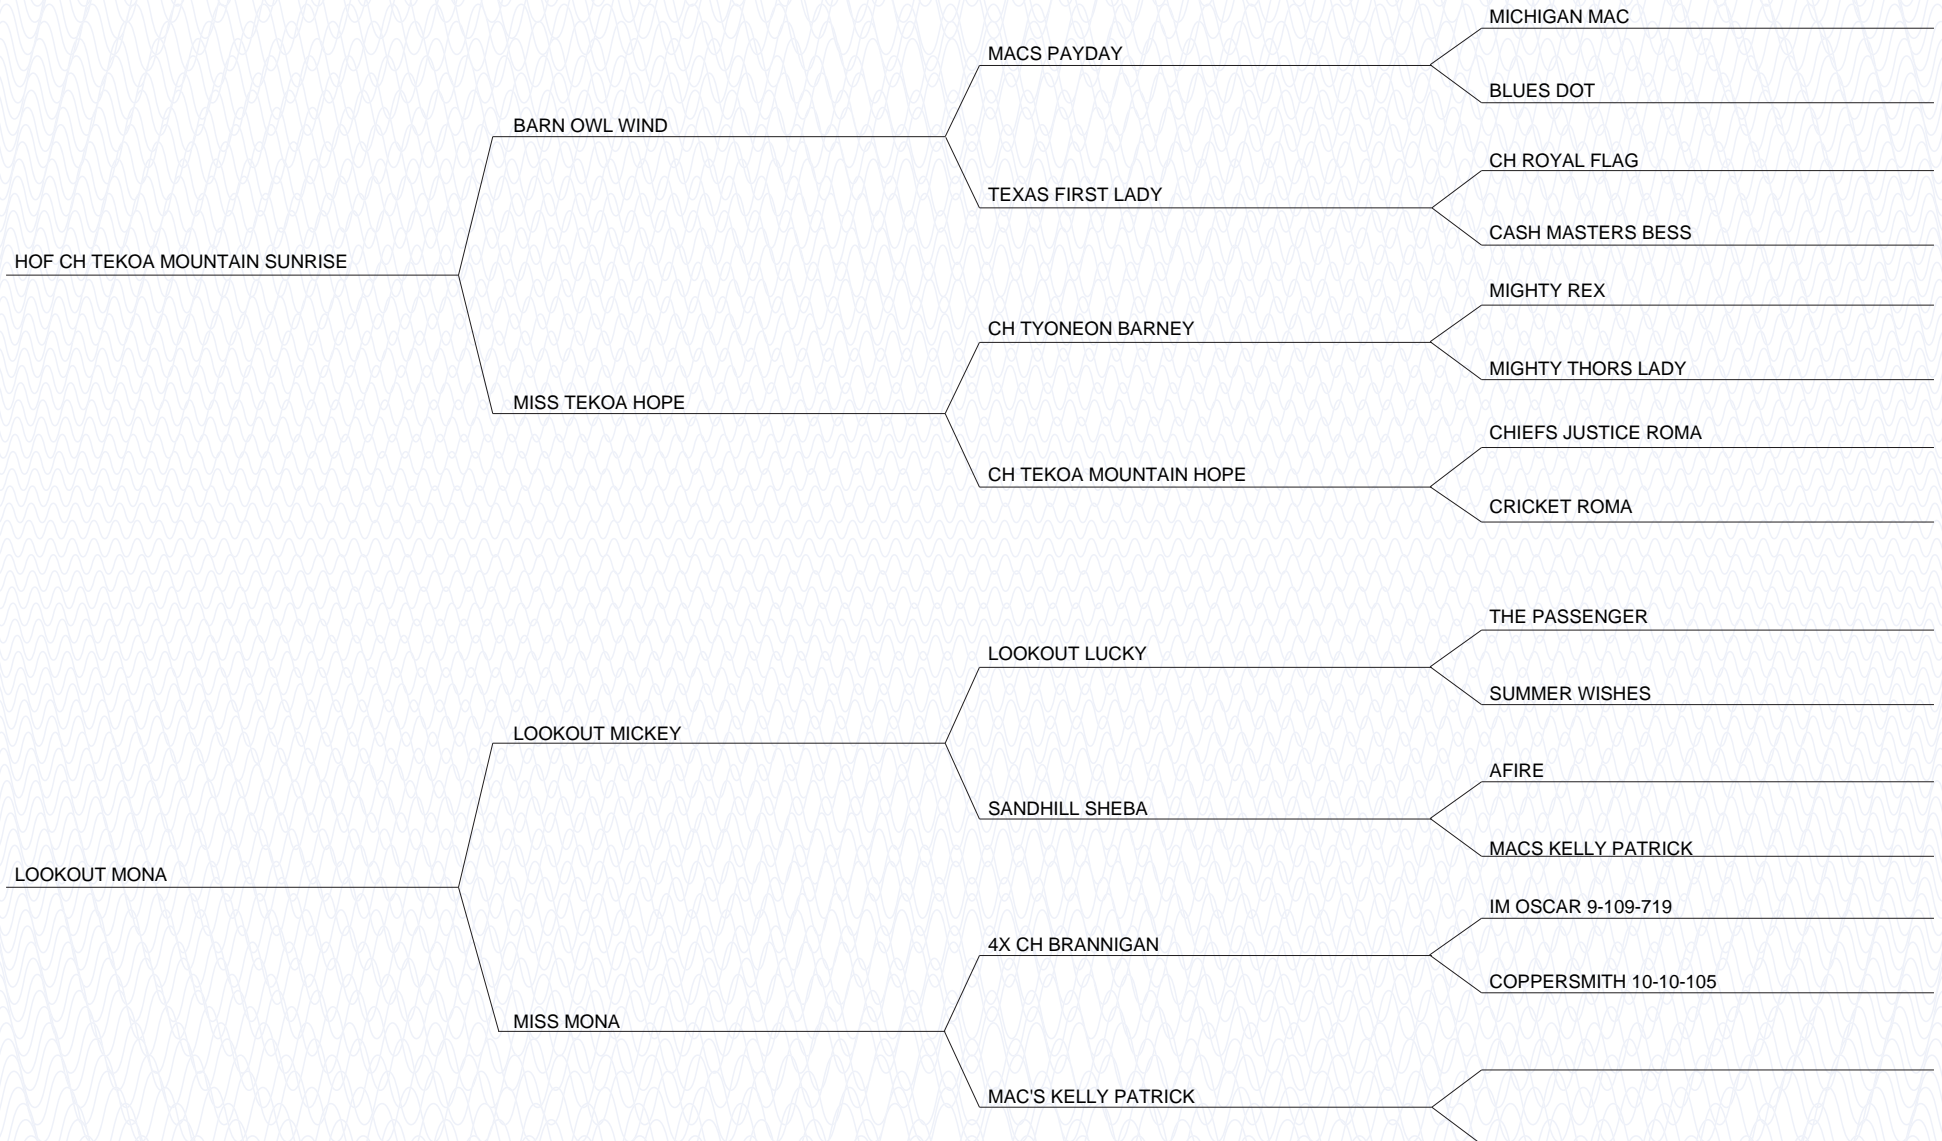 HOF CH TEKOA MOUNTAIN SUNRISE
BARN OWL WIND
MACS PAYDAY
MICHIGAN MAC
BLUES DOT
TEXAS FIRST LADY
CH ROYAL FLAG
CASH MASTERS BESS
MISS TEKOA HOPE
CH TYONEON BARNEY
MIGHTY REX
MIGHTY THORS LADY
CH TEKOA MOUNTAIN HOPE
CHIEFS JUSTICE ROMA
CRICKET ROMA
LOOKOUT MONA
LOOKOUT MICKEY
LOOKOUT LUCKY
THE PASSENGER
SUMMER WISHES
SANDHILL SHEBA
AFIRE
MACS KELLY PATRICK
MISS MONA
4X CH BRANNIGAN
IM OSCAR 9-109-719
COPPERSMITH 10-10-105
MAC'S KELLY PATRICK